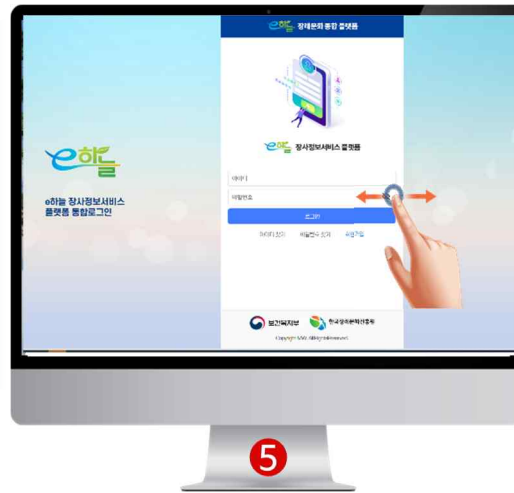 e하늘 장례문화 통합 플랫폼
e하늘 장사정보서비스 플랫폼
e하늘
e하늘 장사정보서비스
플랫폼 통합로그인
아이디
비밀번호
로그인
아이디 찾기 비밀번호 찾기 회원가입
보건복지부 한국장례문화진흥원
5